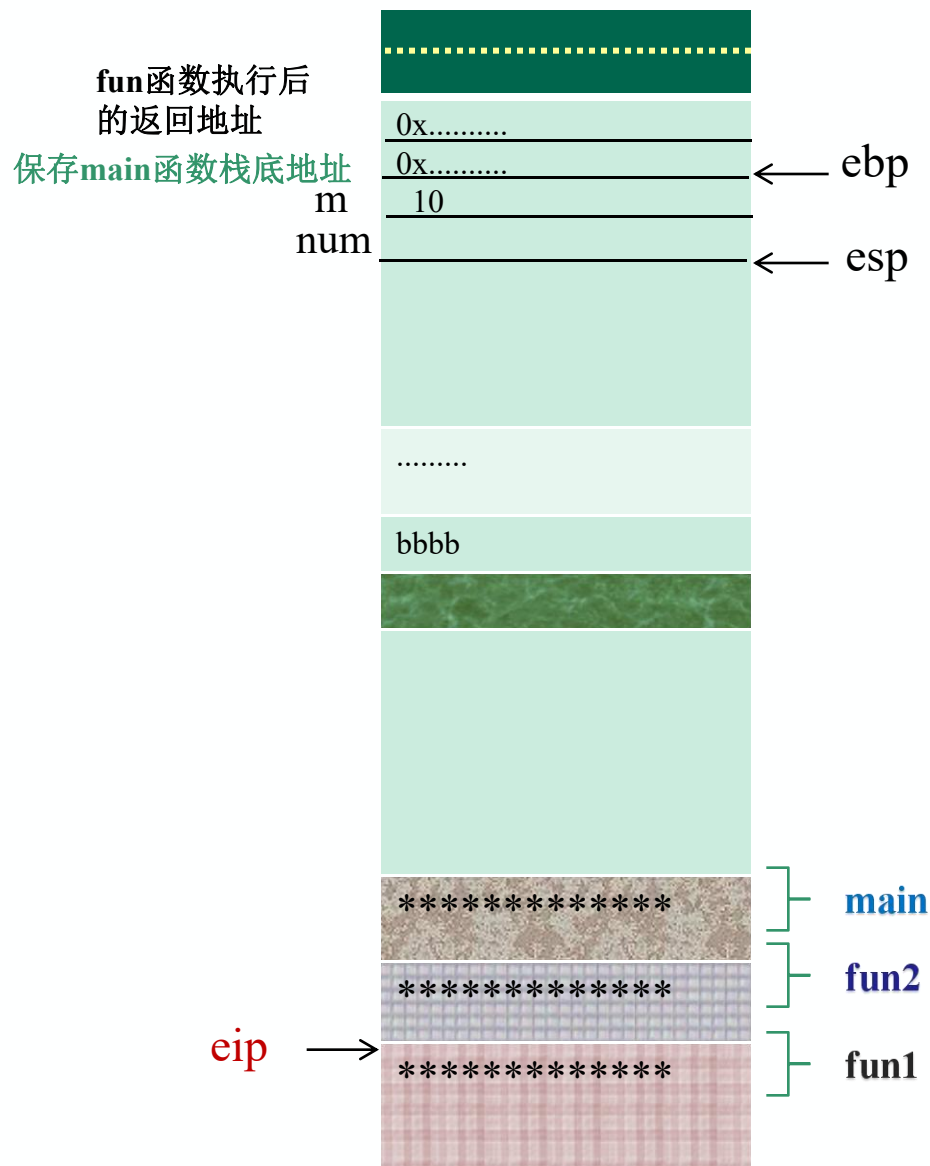 fun函数执行后
的返回地址
0x..........
保存main函数栈底地址
0x..........
ebp
m
10
num
esp
.........
bbbb
main
*************
fun2
*************
eip
fun1
*************